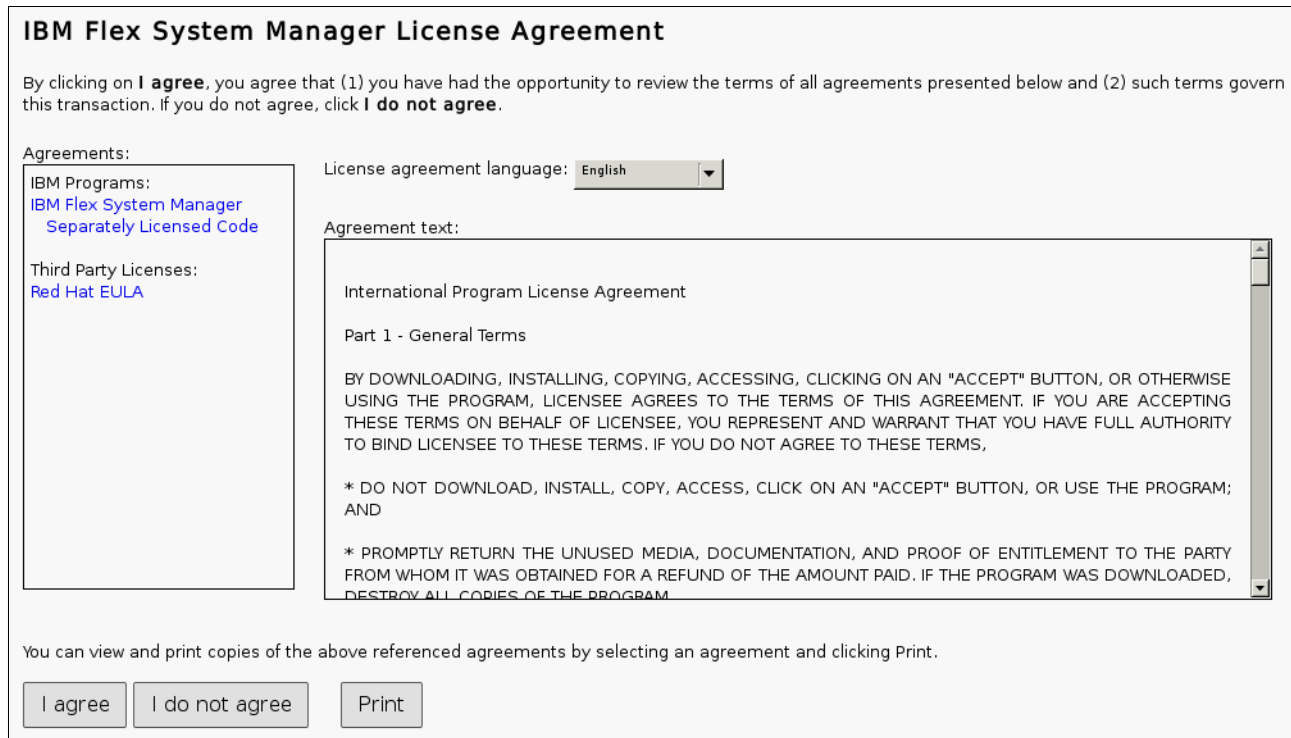 IBM Flex System Manager License Agreement
By clicking on I agree, you agree that (1) you have had the opportunity to review the terms of all agreements presented below and (2) such terms govern
this transaction. If you do not agree, click I do not agree.
Agreements:
IBM Programs:
IBM Flex System Manager
Separately Licensed Code
Third Party Licenses:
Red Hat EULA
License agreement language: English
Agreement text:
International Program License Agreement
Part 1 - General Terms
BY DOWNLOADING, INSTALLING, COPYING, ACCESSING, CLICKING ON AN "ACCEPT" BUTTON, OR OTHERWISE
USING THE PROGRAM, LICENSEE AGREES TO THE TERMS OF THIS AGREEMENT. IF YOU ARE ACCEPTING
THESE TERMS ON BEHALF OF LICENSEE, YOU REPRESENT AND WARRANT THAT YOU HAVE FULL AUTHORITY
TO BIND LICENSEE TO THESE TERMS. IF YOU DO NOT AGREE TO THESE TERMS,
* DO NOT DOWNLOAD, INSTALL, COPY, ACCESS, CLICK ON AN "ACCEPT" BUTTON, OR USE THE PROGRAM;
AND
* PROMPTLY RETURN THE UNUSED MEDIA, DOCUMENTATION, AND PROOF OF ENTITLEMENT TO THE PARTY
FROM WHOM IT WAS OBTAINED FOR A REFUND OF THE AMOUNT PAID. IF THE PROGRAM WAS DOWNLOADED,
DESTROY ALL COPIES OF THE PROGRAM
You can view and print copies of the above referenced agreements by selecting an agreement and clicking Print.
I agree
I do not agree
Print